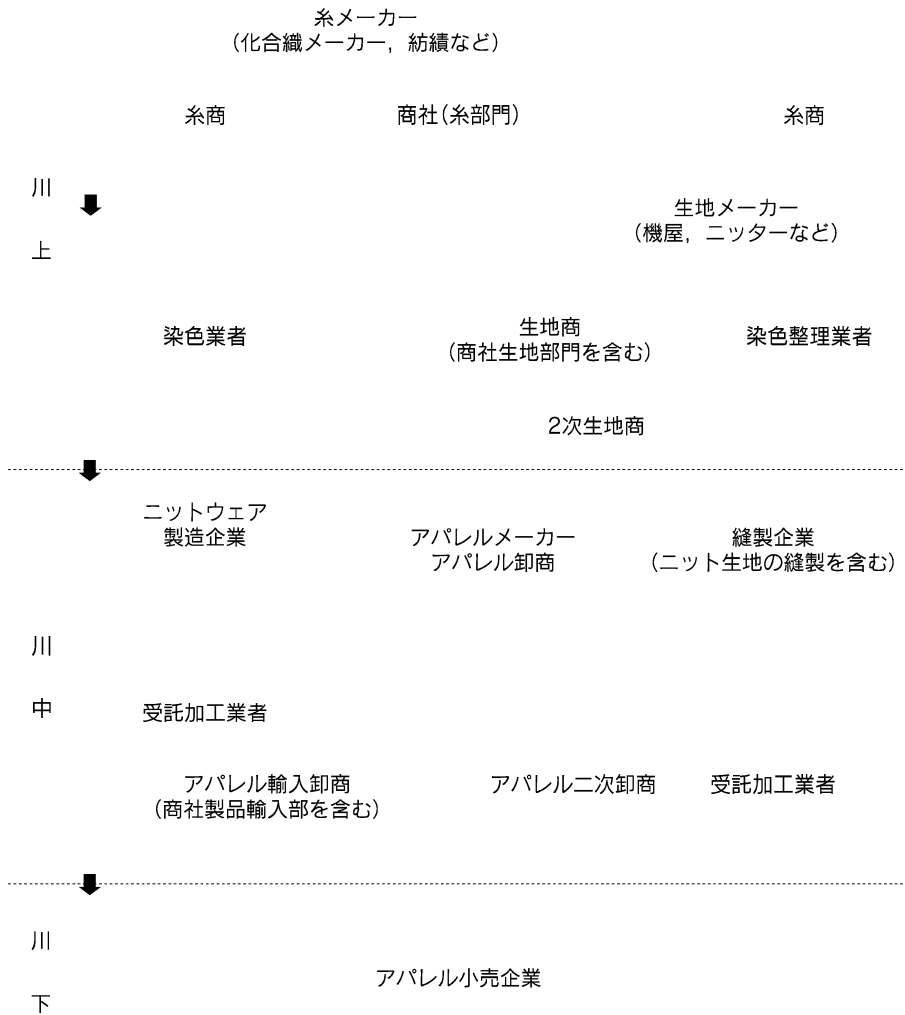 糸メーカー
（化合織メーカー，紡績など）
糸商
商社（糸部門）
糸商
川上
生地メーカー
（機屋，ニッターなど）
染色業者
生地商
（商社生地部門を含む）
染色整理業者
2次生地商
ニットウェア
製造企業
アパレルメーカー
アパレル卸商
縫製企業
（ニット生地の縫製を含む）
川中
受託加工業者
アパレル輸入卸商
（商社製品輸入部を含む）
アパレル二次卸商
受託加工業者
川下
アパレル小売企業